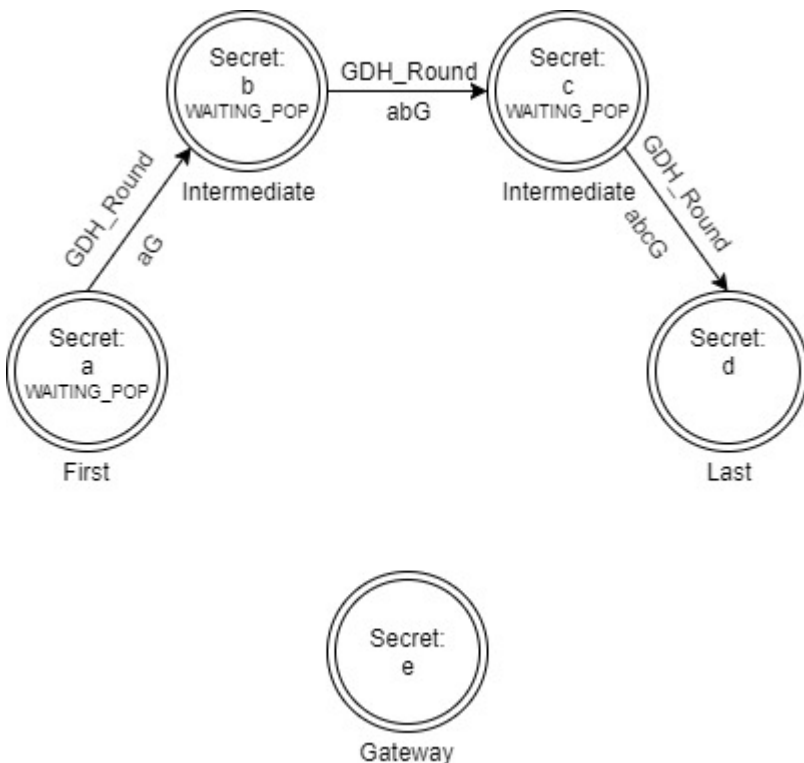 Secret:
b
WAITING_POP
Intermediate
GDH_Round
abG
Secret:
c
WAITING_POP
Intermediate
GDH_Round
aG
GDH_Round
abcG
Secret:
a
WAITING_POP
First
Secret:
d
Last
Secret:
e
Gateway